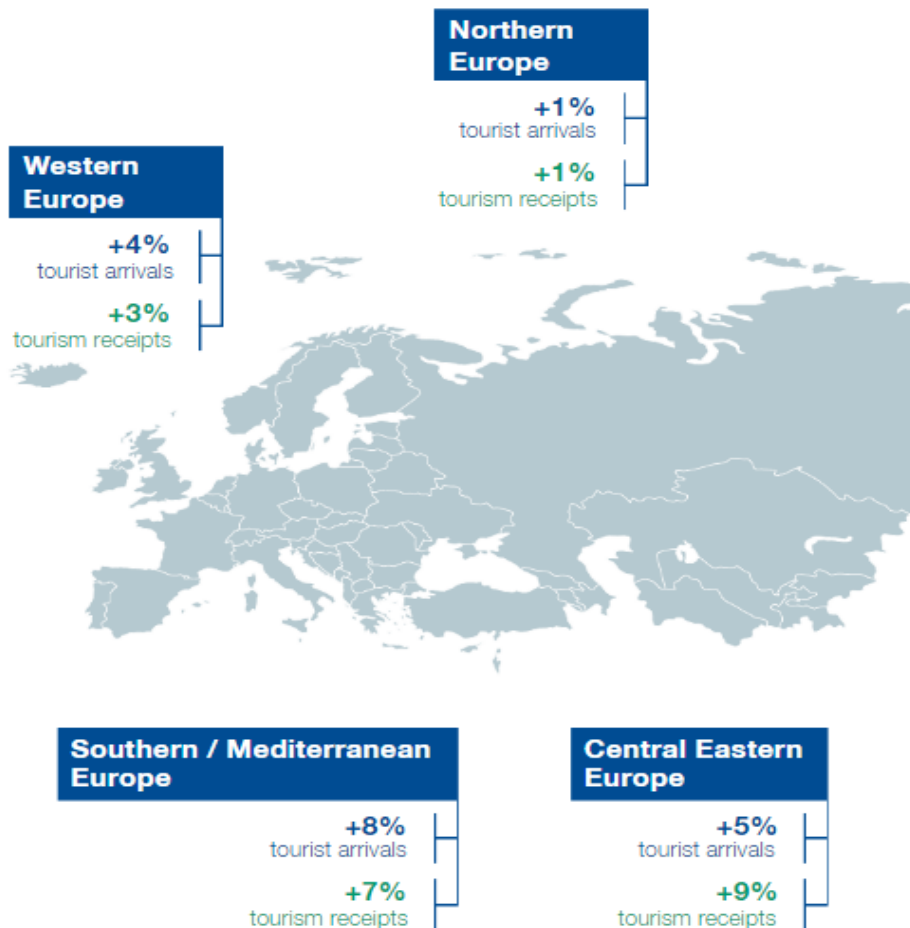 Northern
Europe
+1%
tourist arrivals
+1%
tourism receipts
Western
Europe
+4%
tourist arrivals
+3%
tourism receipts
Southern / Mediterranean
Europe
+8%
tourist arrivals
+7%
tourism receipts
Central Eastern
Europe
+5%
tourist arrivals
+9%
tourism receipts